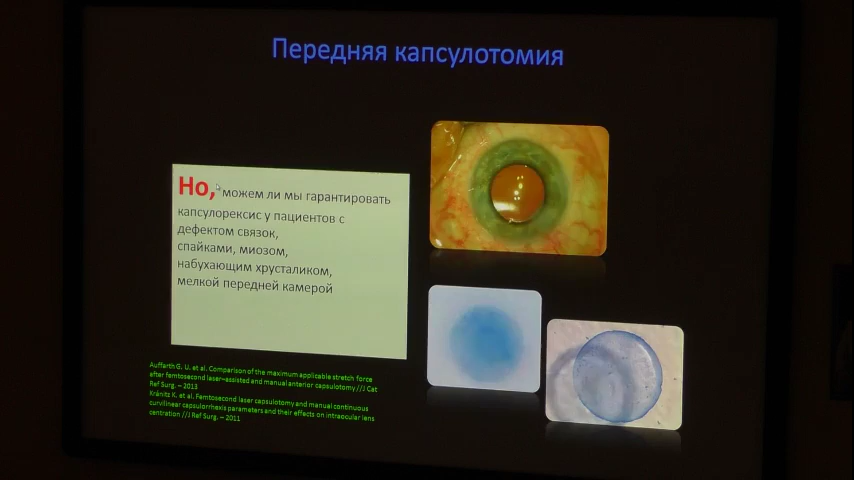 Передняя капсулотомия
Но, можем ли мы гарантировать
капсулорексис у пациентов с
дефектом связок,
спайками, миозом,
набухающим хрусталиком,
мелкой передней камерой
Auffarth G. U. et al. Comparison of the maximum applicable stretch force
after femtosecond laser–assisted and manual anterior capsulotomy //J Cat
Ref Surg. – 2013
Kránitz K. et al. Femtosecond laser capsulotomy and manual continuous
curvilinear capsulorrhexis parameters and their effects on intraocular lens
centration //J Ref Surg. – 2011